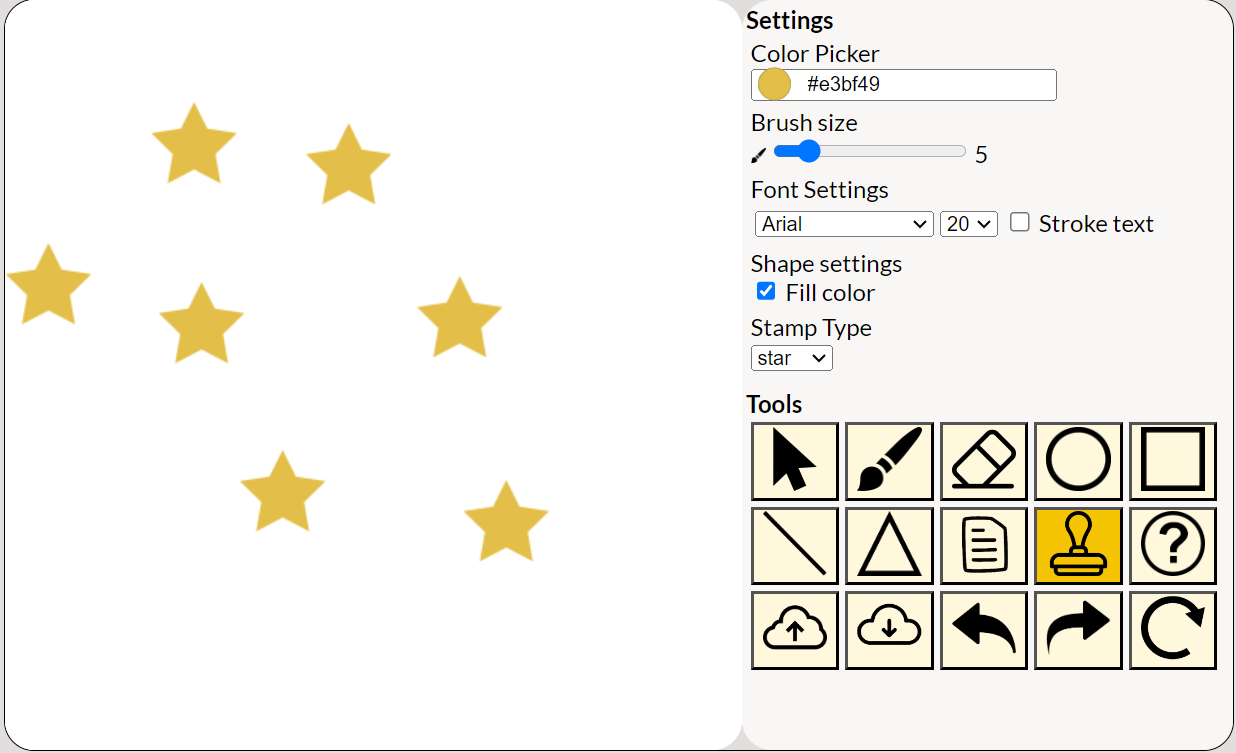 Settings
Color Picker
#e3bf49
Brush size
5
Font Settings
Arial 20 Stroke text
Shape settings
Fill color
Stamp Type
star
Tools
?